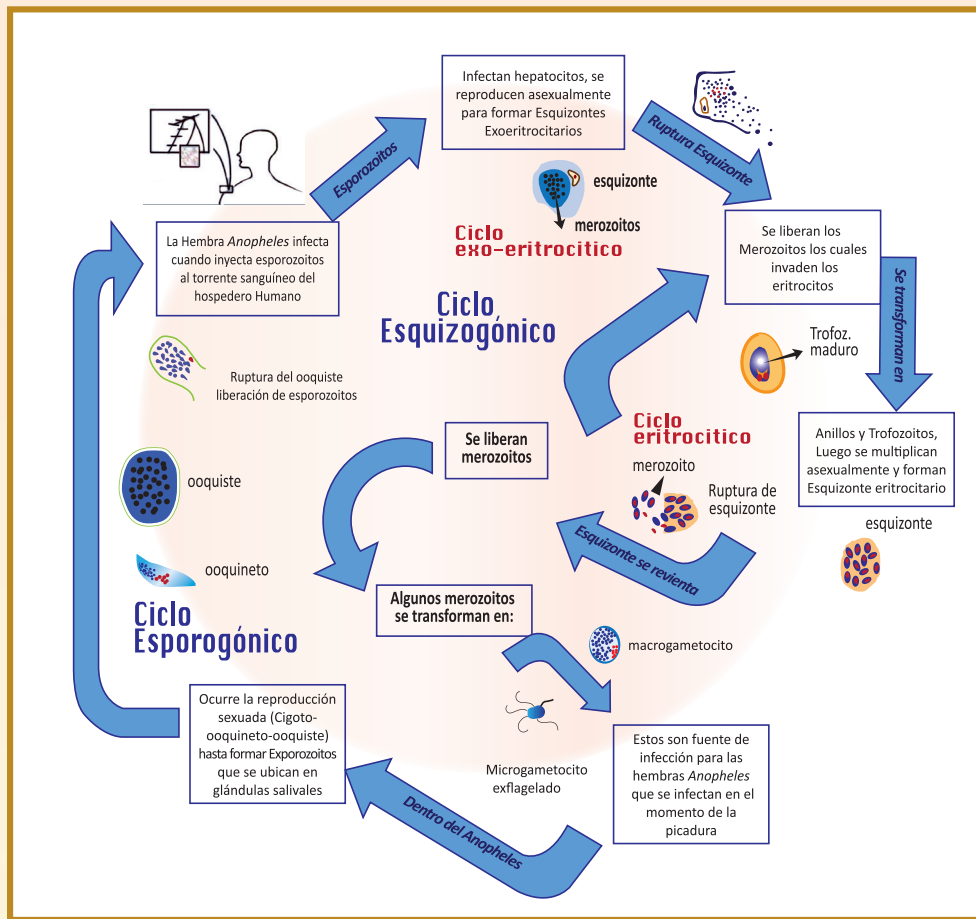 Infectan hepatocitos, se
reproducen asexualmente
para formar Esquizontes
Exoeritrocitarios
Esporozoitos
Ruptura Esquizonte
esquizonte
merozoitos
Ciclo
exo-eritrocitico
La Hembra Anopheles infecta
cuando inyecta esporozoitos
al torrente sanguíneo del
hospedero Humano
Se liberan los
Merozoitos los cuales
invaden los
eritrocitos
Se transforman en
Ciclo
Esquizogónico
Trofoz.
maduro
Ruptura del ooquiste
liberación de esporozoitos
Anillos y Trofozoitos,
Luego se multiplican
asexualmente y forman
Esquizonte eritrocitario
esquizonte
Ciclo
eritrocitico
merozoito
Ruptura de
esquizonte
Esquizonte se revienta
Se liberan
merozoitos
ooquiste
ooquineto
Ciclo
Esporogónico
Algunos merozoitos
se transforman en:
macrogametocito
Microgametocito
exflagelado
Estos son fuente de
infección para las
hembras Anopheles
que se infectan en el
momento de la
picadura
Dentro del Anopheles
Ocurre la reproducción
sexuada (Cigoto-
ooquineto-ooquiste)
hasta formar Exporozoitos
que se ubican en
glándulas salivales